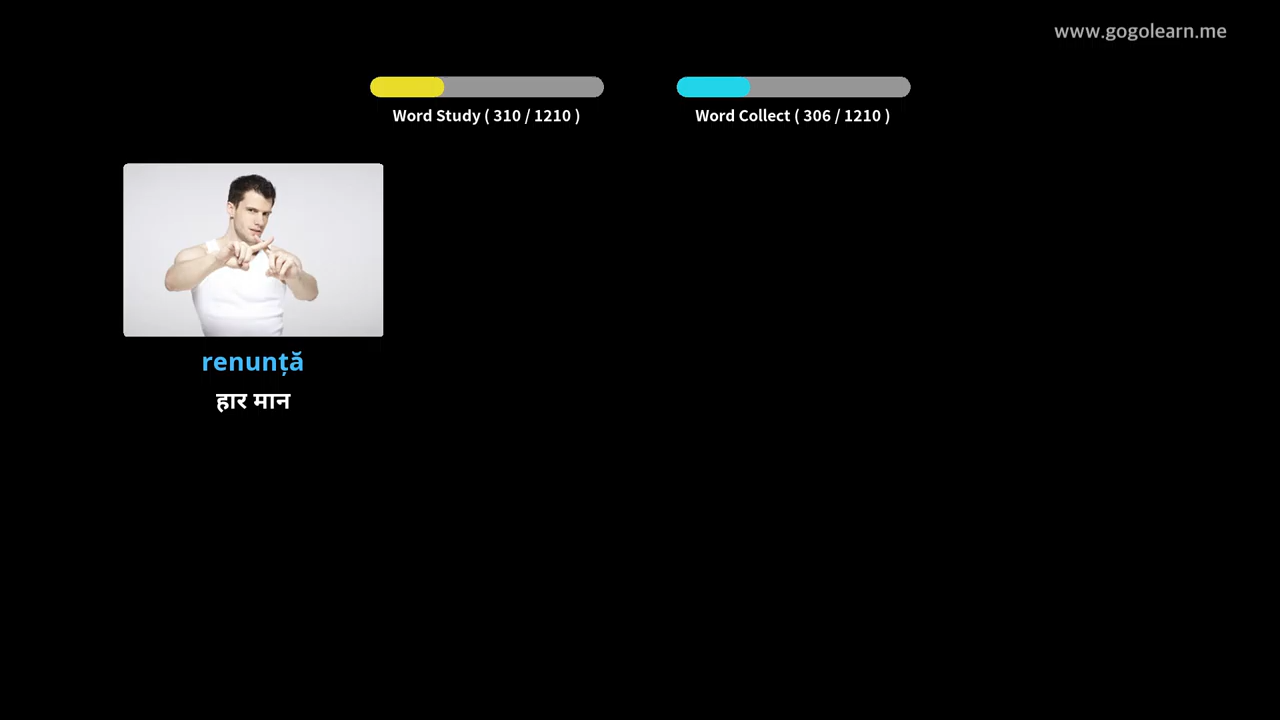 www.gogolearn.me
Word Study ( 310 / 1210 )
Word Collect ( 306 / 1210 )
renunță
हार मान